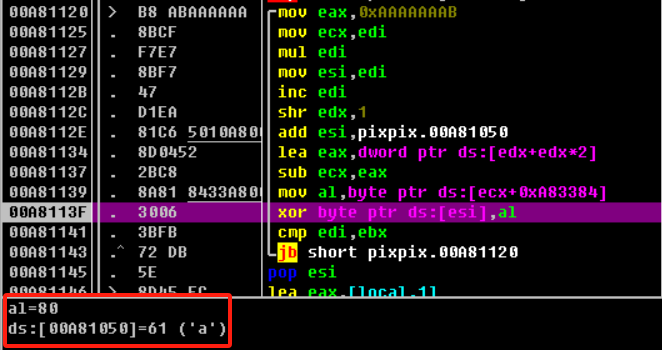 00A81120 > B8 ABAAAAAA mov eax,0xAAAAAAAB
00A81125 . 8BCF mov ecx,edi
00A81127 . F7E7 mul edi
00A81129 . 8BF7 mov esi,edi
00A8112B . 47 inc edi
00A8112C . D1EA shr edx,1
00A8112E . 81C6 5010A800 add esi,pixpix.00A81050
00A81134 . 8D0452 lea eax,dword ptr ds:[edx+edx*2]
00A81137 . 2BC8 sub ecx,eax
00A81139 . 8A81 8433A800 mov al,byte ptr ds:[ecx+0xA83384]
00A8113F . 3006 xor byte ptr ds:[esi],al
00A81141 . 3BFB cmp edi,ebx
00A81143 .^ 72 DB jb short pixpix.00A81120
00A81145 . 5E pop esi
00A81146 > 8D45 FC lea eax,[local.1]
al=80
ds:[00A81050]=61 ('a')